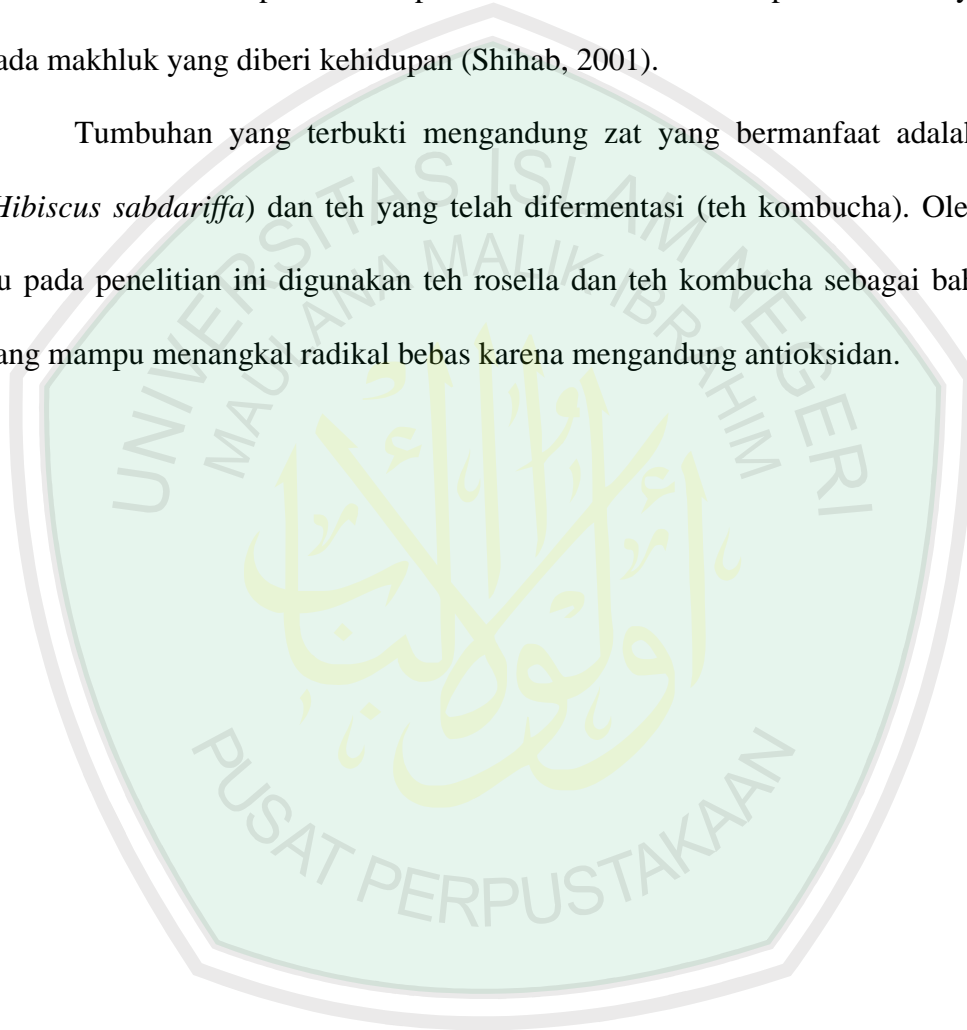 ada makhluk yang diberi kehidupan (Shihab, 2001).
Tumbuhan yang terbukti mengandung zat yang bermanfaat adalah
Hibiscus sabdariffa) dan teh yang telah difermentasi (teh kombucha). Ole
u pada penelitian ini digunakan teh rosella dan teh kombucha sebagai bah
ang mampu menangkal radikal bebas karena mengandung antioksidan.
UNIVERSITAS ISLAM NEGERI
MAULANA MALIK IBRAHIM
PUSAT PERPUSTAKAAN